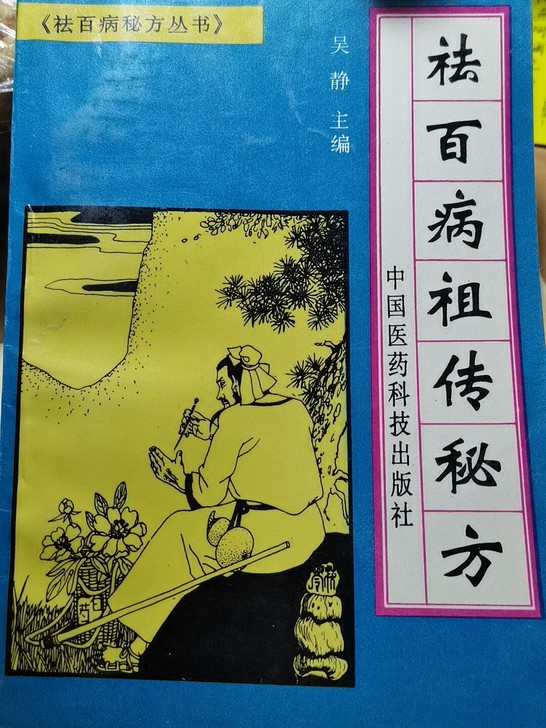 《祛百病秘方丛书》
吴静 主编
祛百病祖传秘方
中国医药科技出版社
药